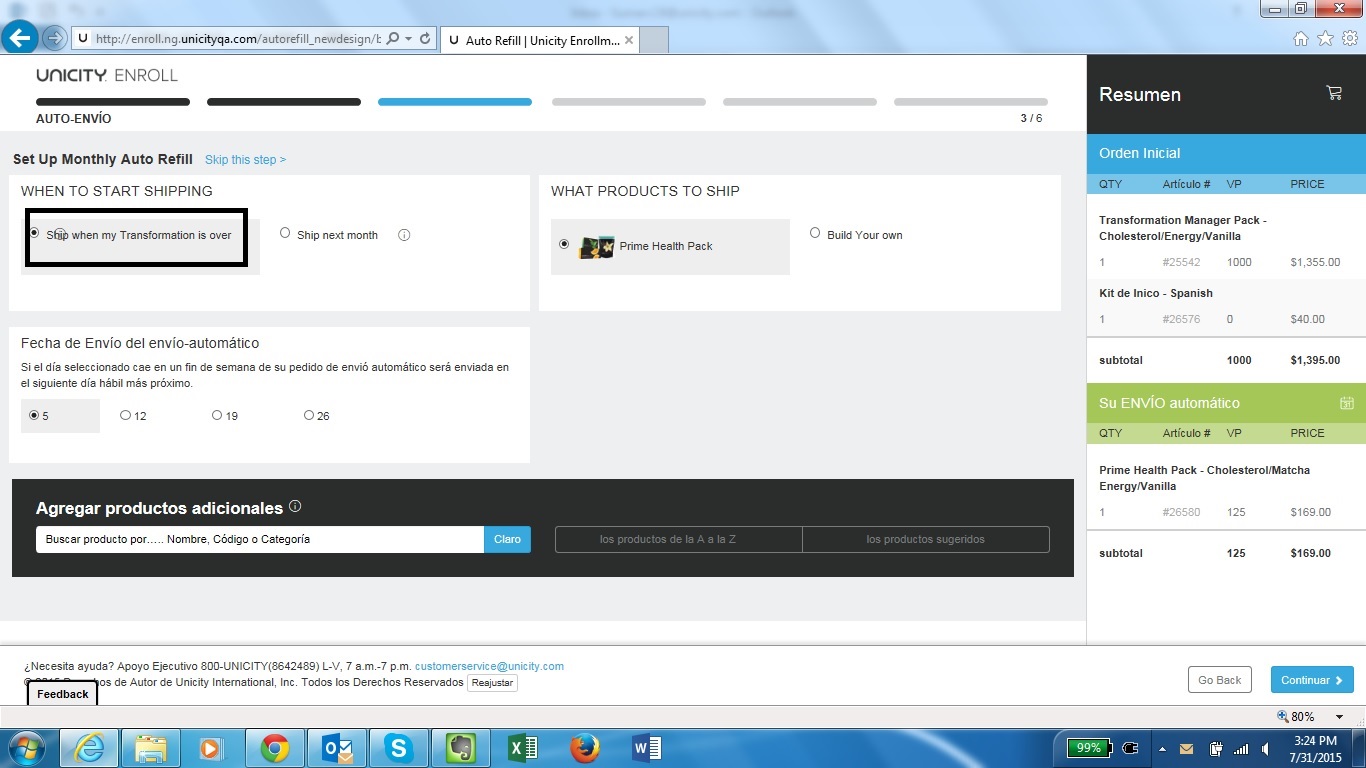 http://enroll.ng.unicityqa.com/autorefill_newdesign/b
U Auto Refill | Unicity Enrollm...
UNICITY. ENROLL
AUTO-ENVÍO
3 / 6
Set Up Monthly Auto Refill
Skip this step >
WHEN TO START SHIPPING
Ship when my Transformation is over
Ship next month
WHAT PRODUCTS TO SHIP
Prime Health Pack
Build Your own
Fecha de Envío del envío-automático
Si el día seleccionado cae en un fin de semana de su pedido de envió automático será enviada en
el siguiente día hábil más próximo.
5 12 19 26
Agregar productos adicionales
Buscar producto por..... Nombre, Código o Categoría
Claro
los productos de la A a la Z
los productos sugeridos
Resumen
Orden Inicial
QTY Artículo # VP PRICE
Transformation Manager Pack -
Cholesterol/Energy/Vanilla
1 #25542 1000 $1,355.00
Kit de Inico - Spanish
1 #26576 0 $40.00
subtotal 1000 $1,395.00
Su ENVÍO automático
31
QTY Artículo # VP PRICE
Prime Health Pack - Cholesterol/Matcha
Energy/Vanilla
1 #26580 125 $169.00
subtotal 125 $169.00
¿Necesita ayuda? Apoyo Ejecutivo 800-UNICITY(8642489) L-V, 7 a.m.-7 p.m. customerservice@unicity.com
de Autor de Unicity International, Inc. Todos los Derechos Reservados Reajustar
Feedback
Go Back
Continuar
80%
99%
3:24 PM
7/31/2015